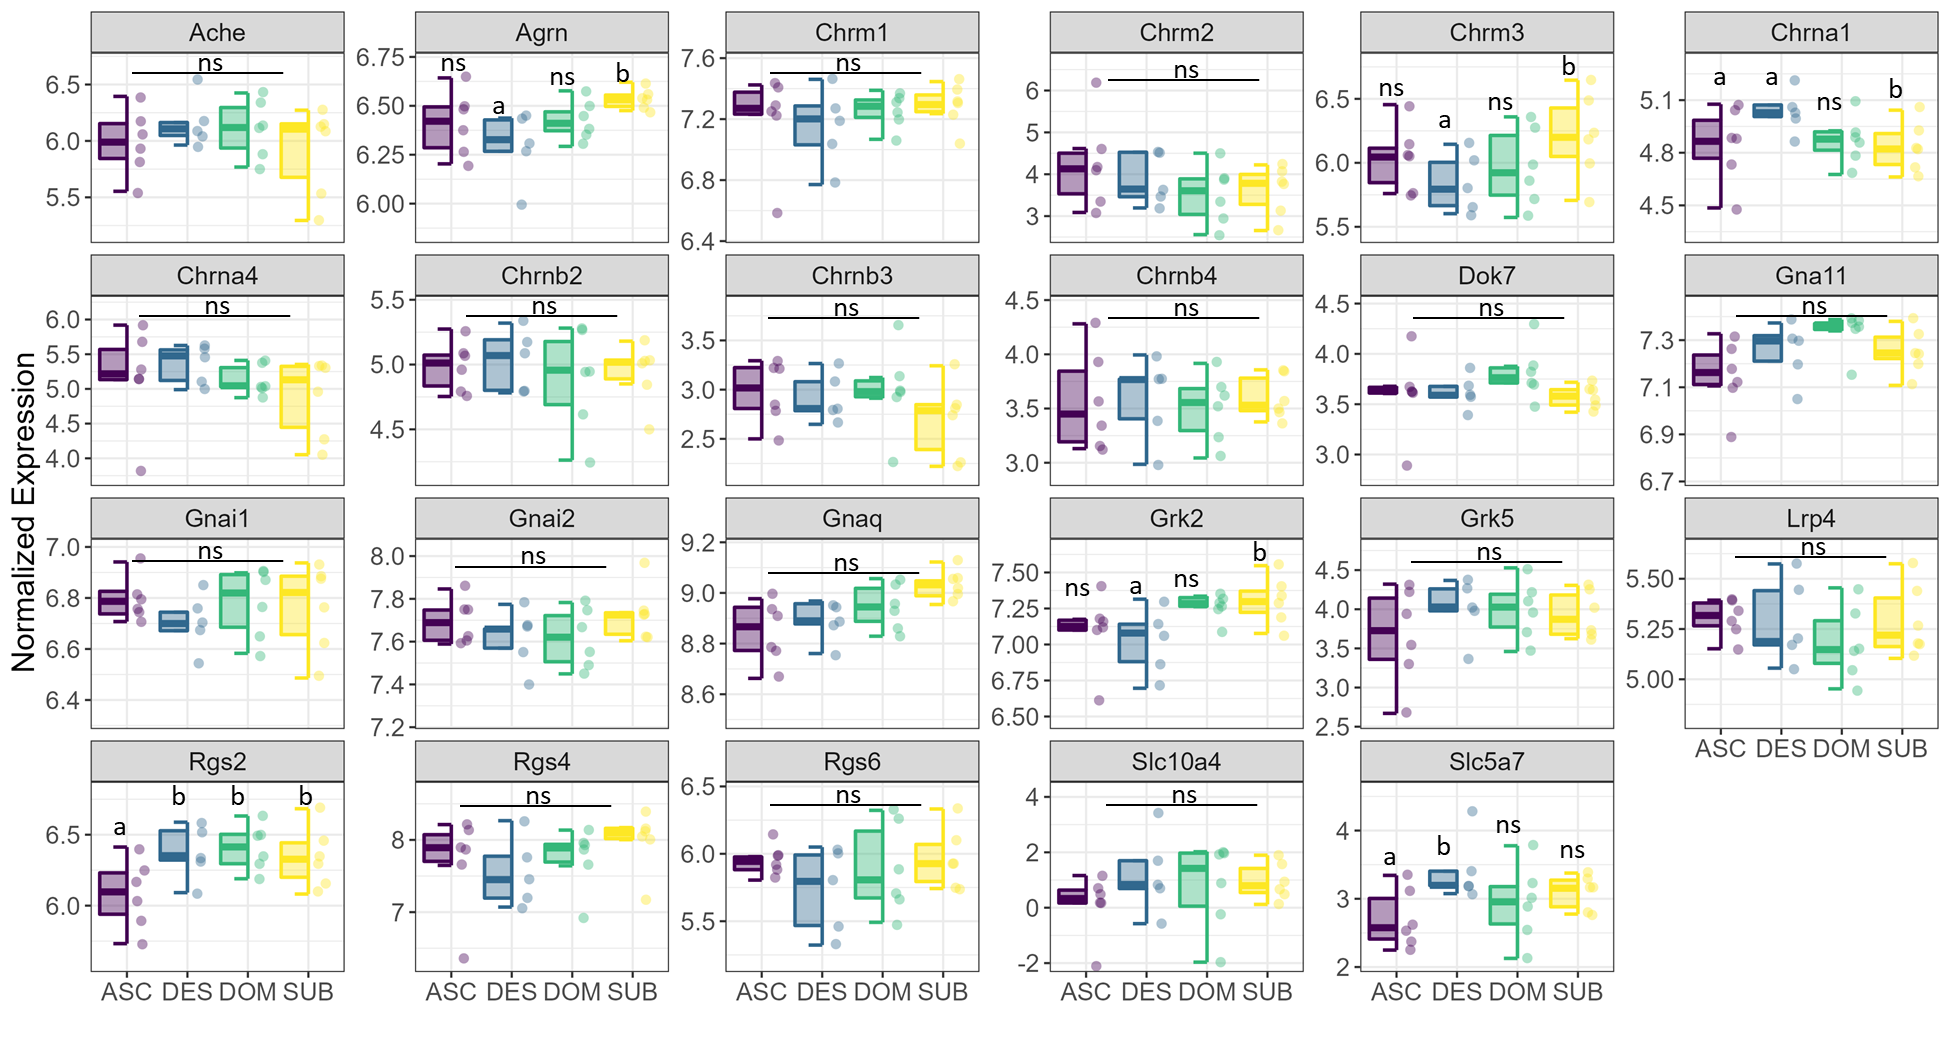 Normalized Expression
Ache Agrn Chrm1 Chrm2 Chrm3 Chrna1
ns
6.5
6.0
5.5
ns a ns b
6.75
6.50
6.25
6.00
ns
7.6
7.2
6.8
6.4
ns
6
5
4
3
ns a ns b
6.5
6.0
5.5
a a ns b
5.1
4.8
4.5
Chrna4 Chrnb2 Chrnb3 Chrnb4 Dok7 Gna11
ns
6.0
5.5
5.0
4.5
4.0
ns
5.5
5.0
4.5
ns
3.5
3.0
2.5
ns
4.5
4.0
3.5
3.0
ns
4.5
4.0
3.5
3.0
ns
7.3
7.1
6.9
6.7
Gnai1 Gnai2 Gnaq Grk2 Grk5 Lrp4
ns
7.0
6.8
6.6
6.4
ns
8.0
7.8
7.6
7.4
7.2
ns
9.2
9.0
8.8
8.6
ns a ns b
7.50
7.25
7.00
6.75
6.50
ns
4.5
4.0
3.5
3.0
2.5
ns
5.50
5.25
5.00
ASC DES DOM SUB
Rgs2 Rgs4 Rgs6 Slc10a4 Slc5a7
a b b b
6.5
6.0
ns
8
7
ns
6.5
6.0
5.5
ns
4
2
0
-2
a b ns ns
4
3
2
ASC DES DOM SUB ASC DES DOM SUB ASC DES DOM SUB ASC DES DOM SUB ASC DES DOM SUB